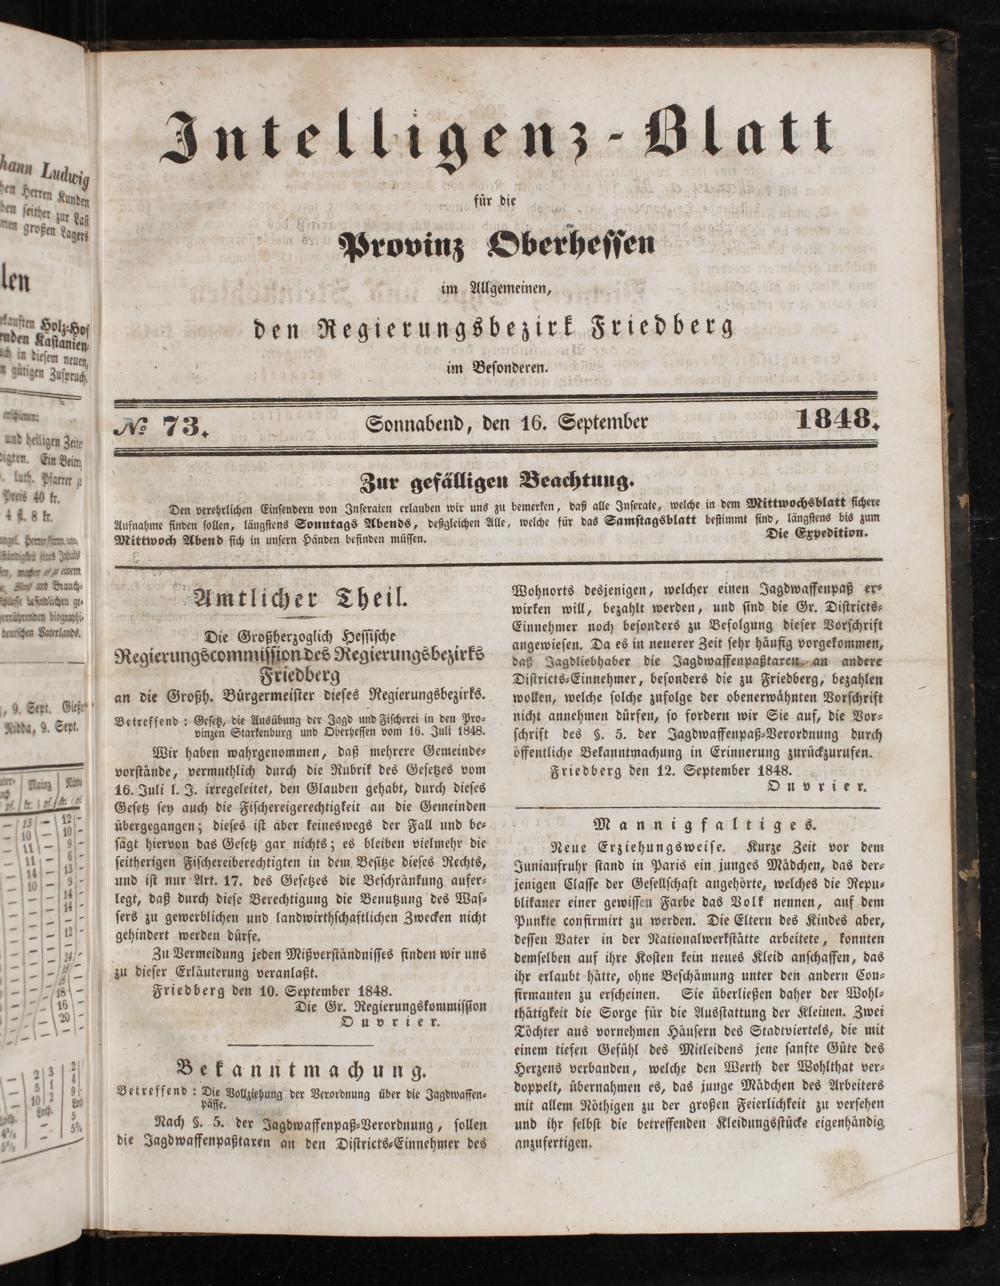 Intelligenz-Blatt
für die
Provinz Oberhessen
im Allgemeinen,
den Regierungsbezirk Friedberg
im Besonderen.
№ 73. Sonnabend, den 16. September 1848.
Zur gefälligen Beachtung.
Den verehrlichen Einsendern von Inseraten erlauben wir uns zu bemerken, daß alle Inserate, welche in dem Mittwochsblatt sichere
Aufnahme finden sollen, längstens Sonntags Abends, deßgleichen Alle, welche für das Samstagsblatt bestimmt sind, längstens bis zum
Mittwoch Abend sich in unsern Händen befinden müssen. Die Expedition.
Amtlicher Theil.
Die Großherzoglich Hessische
Regierungscommission des Regierungsbezirks
Friedberg
an die Großh. Bürgermeister dieses Regierungsbezirks.
Betreffend: Gesetz, die Ausübung der Jagd und Fischerei in den Pro-
vinzen Starkenburg und Oberhessen vom 16. Juli 1848.
Wir haben wahrgenommen, daß mehrere Gemeinde-
vorstände, vermuthlich durch die Rubrik des Gesetzes vom
16. Juli l. J. irregeleitet, den Glauben gehabt, durch dieses
Gesetz sey auch die Fischereigerechtigkeit an die Gemeinden
übergegangen; dieses ist aber keineswegs der Fall und be-
sagt hiervon das Gesetz gar nichts; es bleiben vielmehr die
seitherigen Fischereiberechtigten in dem Besitze dieses Rechts,
und ist nur Art. 17. des Gesetzes die Beschränkung aufer-
legt, daß durch diese Berechtigung die Benutzung des Was-
sers zu gewerblichen und landwirthschaftlichen Zwecken nicht
gehindert werden dürfe.
Zu Vermeidung jeden Mißverständnisses finden wir uns
zu dieser Erläuterung veranlaßt.
Friedberg den 10. September 1848.
Die Gr. Regierungskommission
Ouvrier.
Bekanntmachung.
Betreffend: Die Vollziehung der Verordnung über die Jagdwaffen-
pässe.
Nach §. 5. der Jagdwaffenpaß-Verordnung, sollen
die Jagdwaffenpaßtaxen an den Districts-Einnehmer des
Wohnorts desjenigen, welcher einen Jagdwaffenpaß er-
wirken will, bezahlt werden, und sind die Gr. Districts-
Einnehmer noch besonders zu Befolgung dieser Vorschrift
angewiesen. Da es in neuerer Zeit sehr häufig vorgekommen,
daß Jagdliebhaber die Jagdwaffenpaßtaxen an andere
Districts-Einnehmer, besonders die zu Friedberg, bezahlen
wollen, welche solche zufolge der obenerwähnten Vorschrift
nicht annehmen dürfen, so fordern wir Sie auf, die Vor-
schrift des §. 5. der Jagdwaffenpaß-Verordnung durch
öffentliche Bekanntmachung in Erinnerung zurückzurufen.
Friedberg den 12. September 1848.
Ouvrier.
Mannigfaltiges.
Neue Erziehungsweise. Kurze Zeit vor dem
Juniaufruhr stand in Paris ein junges Mädchen, das der-
jenigen Classe der Gesellschaft angehörte, welches die Repu-
blikaner einer gewissen Farbe das Volk nennen, auf dem
Punkte confirmirt zu werden. Die Eltern des Kindes aber,
dessen Vater in der Nationalwerkstätte arbeitete, konnten
demselben auf ihre Kosten kein neues Kleid anschaffen, das
ihr erlaubt hätte, ohne Beschämung unter den andern Con-
firmanten zu erscheinen. Sie überließen daher der Wohl-
thätigkeit die Sorge für die Ausstattung der Kleinen. Zwei
Töchter aus vornehmen Häusern des Stadtviertels, die mit
einem tiefen Gefühl des Mitleidens jene sanfte Güte des
Herzens verbanden, welche den Werth der Wohlthat ver-
doppelt, übernahmen es, das junge Mädchen des Arbeiters
mit allem Nöthigen zu der großen Feierlichkeit zu versehen
und ihr selbst die betreffenden Kleidungsstücke eigenhändig
anzufertigen.